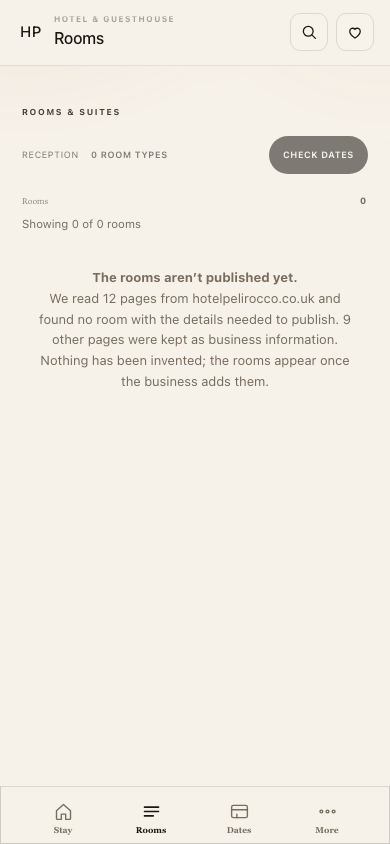 HP
HOTEL & GUESTHOUSE
Rooms
ROOMS & SUITES
RECEPTION 0 ROOM TYPES
CHECK DATES
Rooms 0
Showing 0 of 0 rooms
The rooms aren’t published yet.
We read 12 pages from hotelpelirocco.co.uk and
found no room with the details needed to publish. 9
other pages were kept as business information.
Nothing has been invented; the rooms appear once
the business adds them.
Stay Rooms Dates More